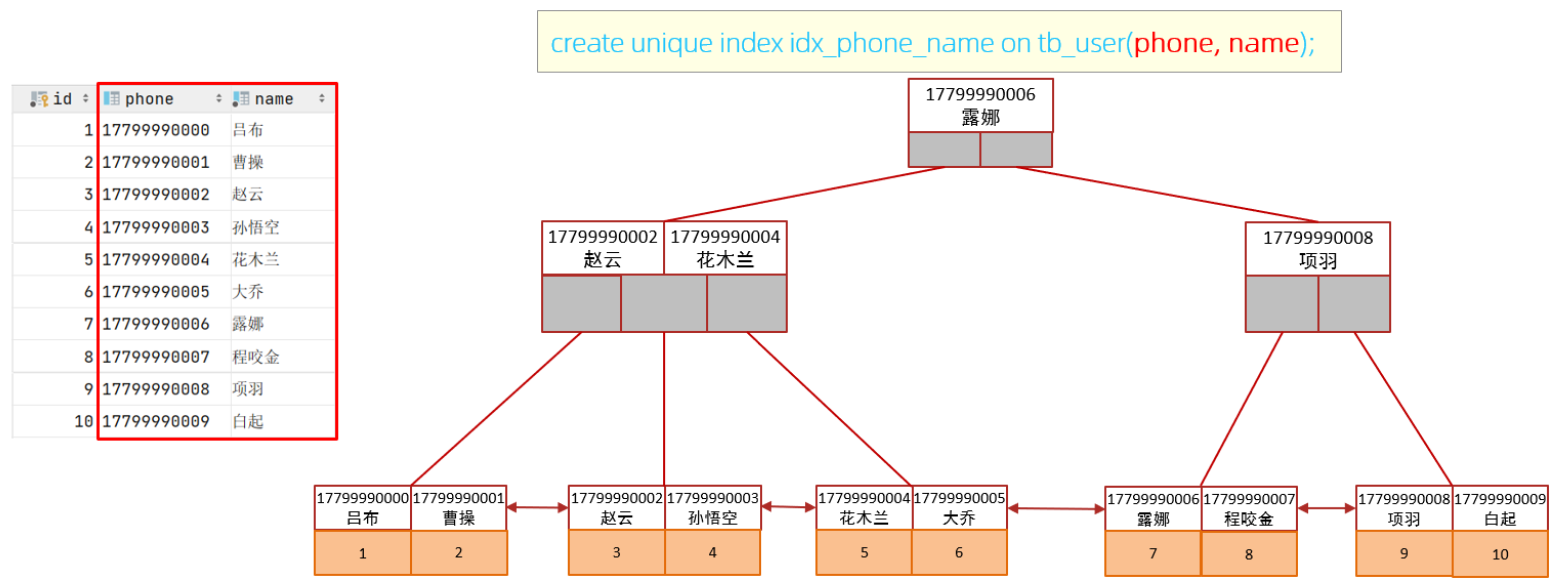 create unique index idx_phone_name on tb_user(phone, name);
id phone name
1 17799990000 吕布
2 17799990001 曹操
3 17799990002 赵云
4 17799990003 孙悟空
5 17799990004 花木兰
6 17799990005 大乔
7 17799990006 露娜
8 17799990007 程咬金
9 17799990008 项羽
10 17799990009 白起
17799990006
露娜
17799990002 17799990004
赵云 花木兰
17799990008
项羽
17799990000 17799990001
吕布 曹操
1 2
17799990002 17799990003
赵云 孙悟空
3 4
17799990004 17799990005
花木兰 大乔
5 6
17799990006 17799990007
露娜 程咬金
7 8
17799990008 17799990009
项羽 白起
9 10